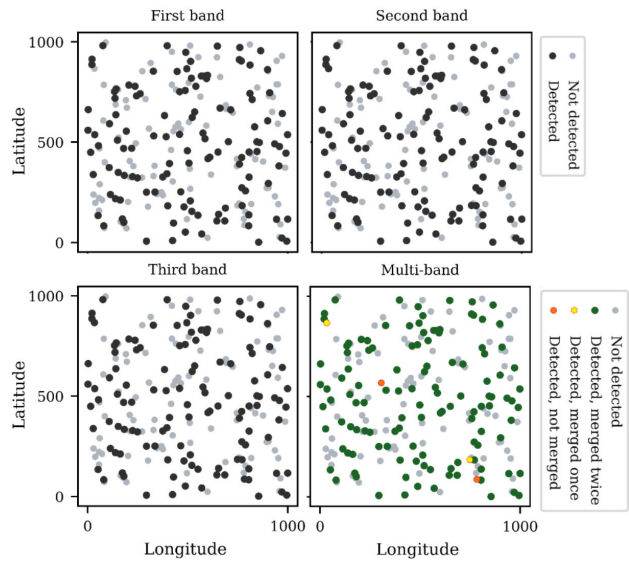 First band
Second band
1000
500
0
Latitude
Not detected
Detected
Third band
Multi-band
1000
500
0
Latitude
0
1000
0
1000
Longitude
Longitude
Not detected
Detected, merged twice
Detected, merged once
Detected, not merged